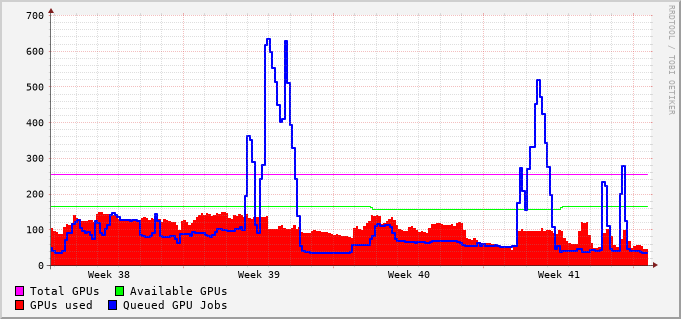 700
600
500
400
300
200
100
0
Week 38 Week 39 Week 40 Week 41
Total GPUs Available GPUs
GPUs used Queued GPU Jobs
RRDTOOL / TOBI OETIKER